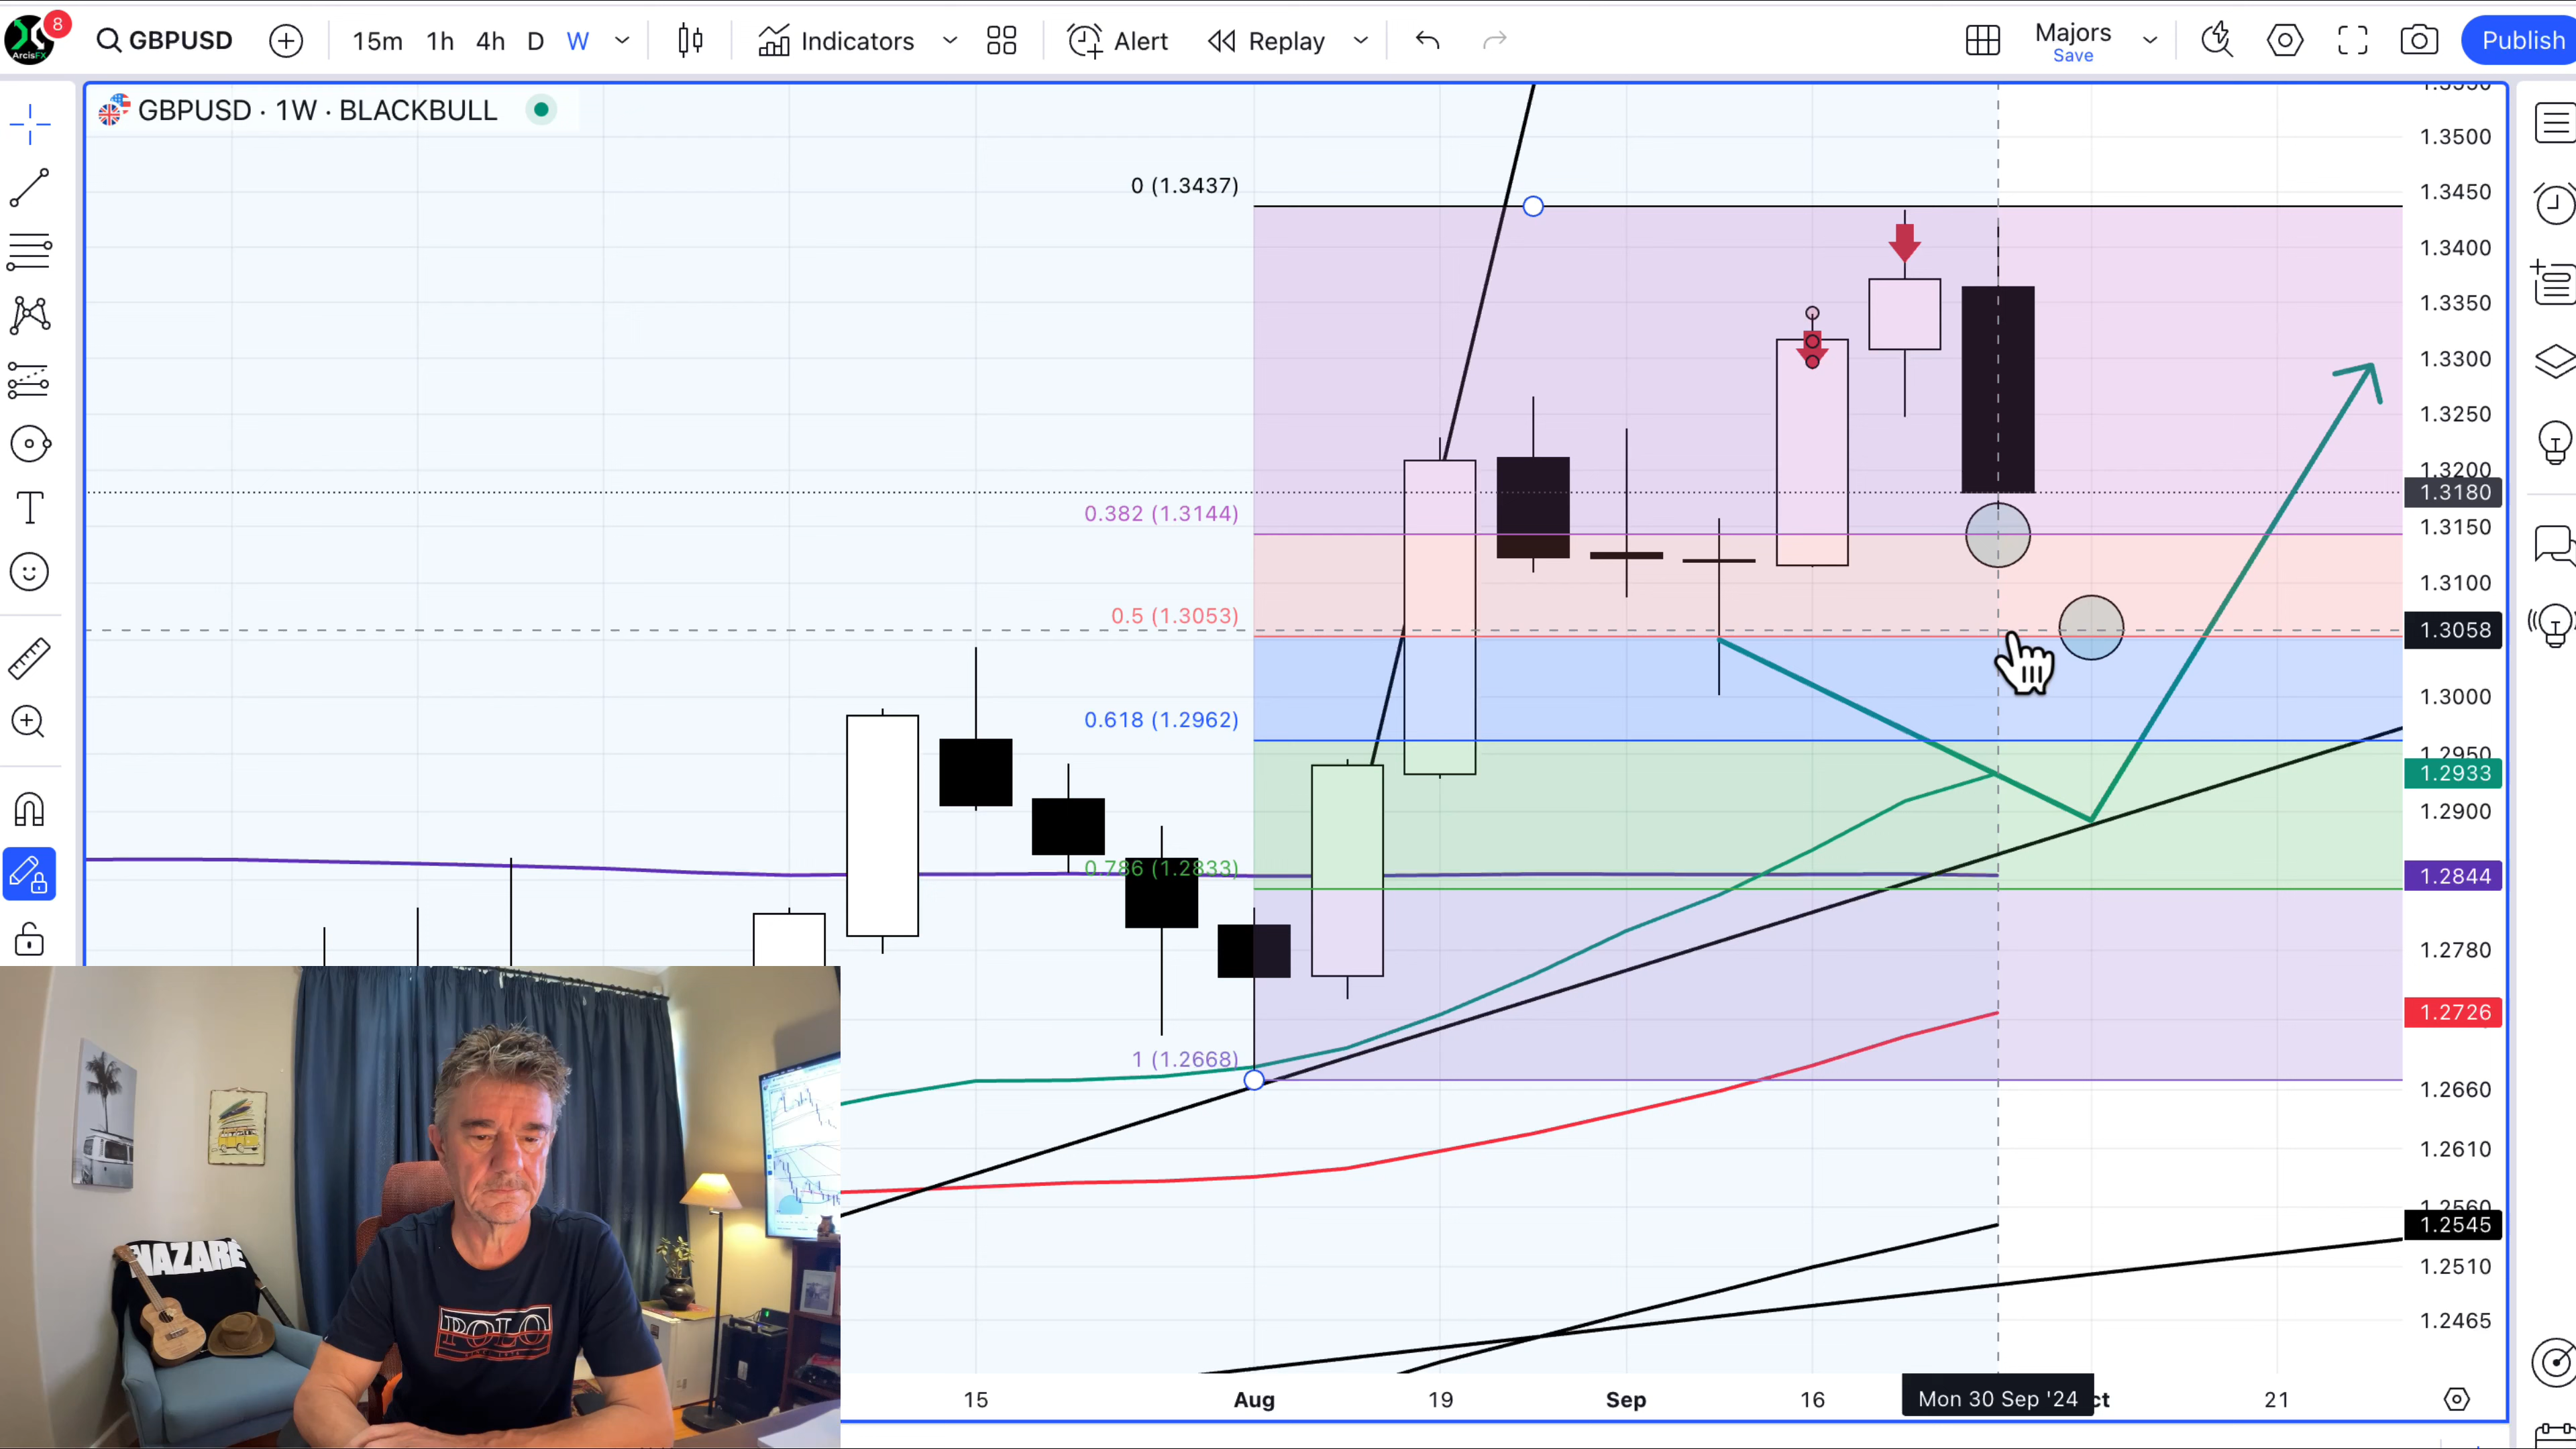 8
ArcisFX
GBPUSD
15m
1h
4h
D
W
Indicators
Alert
Replay
Majors
Save
Publish
GBPUSD · 1W · BLACKBULL
0 (1.3437)
0.382 (1.3144)
0.5 (1.3053)
0.618 (1.2962)
0.786 (1.2833)
1 (1.2668)
1.3500
1.3450
1.3400
1.3350
1.3300
1.3250
1.3200
1.3180
1.3150
1.3100
1.3058
1.3000
1.2950
1.2933
1.2900
1.2844
1.2780
1.2726
1.2660
1.2610
1.2560
1.2545
1.2510
1.2465
15
Aug
19
Sep
16
Mon 30 Sep '24
ct
21
NAZARÉ
POLO